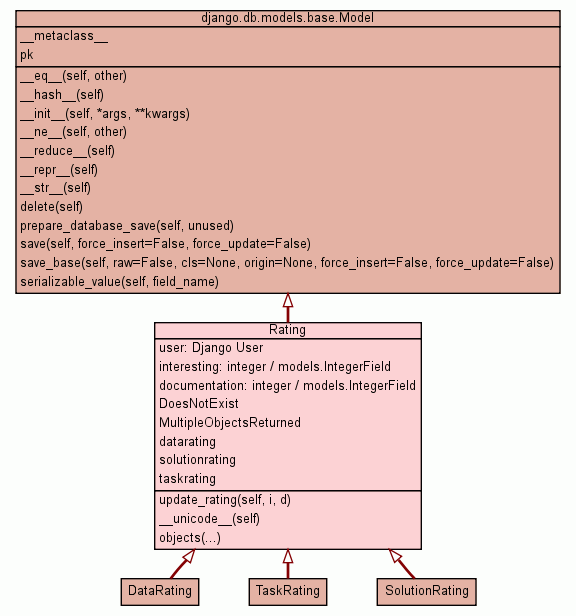 django.db.models.base.Model
__metaclass__
pk
__eq__(self, other)
__hash__(self)
__init__(self, *args, **kwargs)
__ne__(self, other)
__reduce__(self)
__repr__(self)
__str__(self)
delete(self)
prepare_database_save(self, unused)
save(self, force_insert=False, force_update=False)
save_base(self, raw=False, cls=None, origin=None, force_insert=False, force_update=False)
serializable_value(self, field_name)
Rating
user: Django User
interesting: integer / models.IntegerField
documentation: integer / models.IntegerField
DoesNotExist
MultipleObjectsReturned
datarating
solutionrating
taskrating
update_rating(self, i, d)
__unicode__(self)
objects(...)
DataRating TaskRating SolutionRating